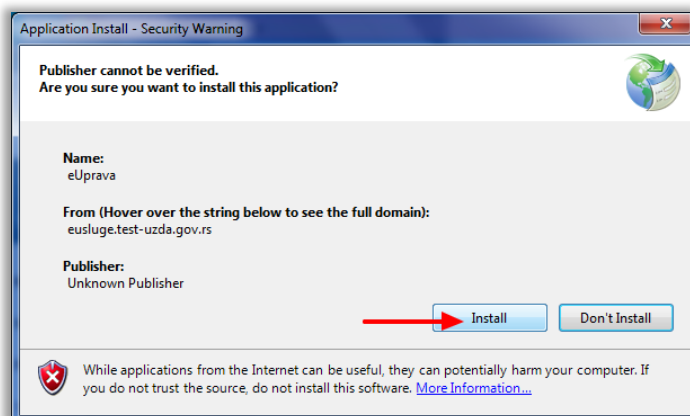 Application Install - Security Warning
Publisher cannot be verified.
Are you sure you want to install this application?
Name:
eUprava
From (Hover over the string below to see the full domain):
eusluge.test-uzda.gov.rs
Publisher:
Unknown Publisher
Install
Don't Install
While applications from the Internet can be useful, they can potentially harm your computer. If
you do not trust the source, do not install this software. More Information...